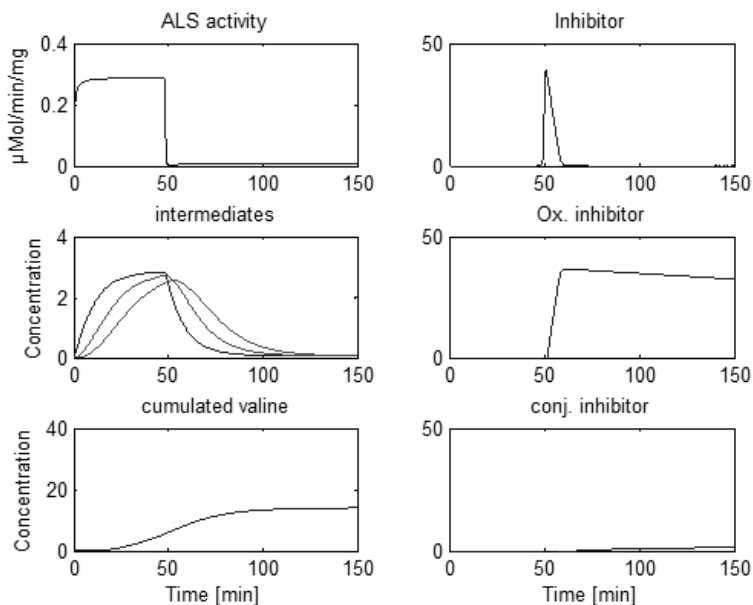 ALS activity
Inhibitor
µMol/min/mg
0.4
0.2
0
0 50 100 150
50
0
0 50 100 150
intermediates
Ox. inhibitor
Concentration
4
2
0
0 50 100 150
50
0
0 50 100 150
cumulated valine
conj. inhibitor
Concentration
40
20
0
0 50 100 150
50
0
0 50 100 150
Time [min]
Time [min]